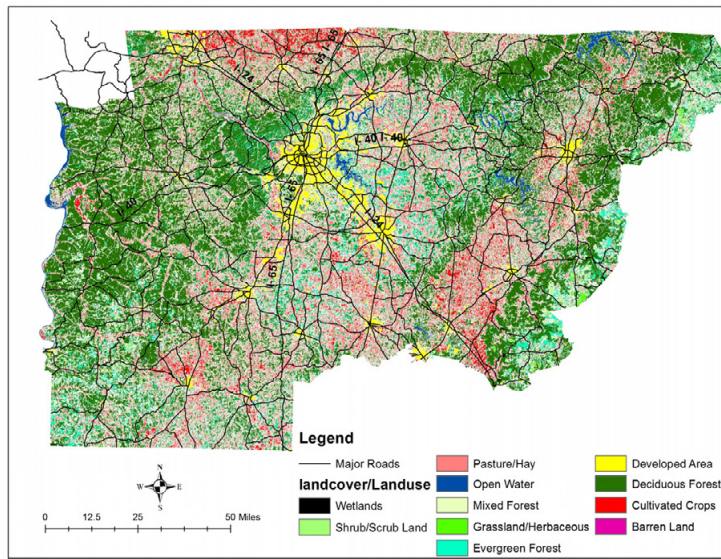 I- 24
I- 65 I- 65
I- 40 I- 40
I- 65
I- 24
I- 40
I- 65
Legend
Major Roads
landcover/Landuse
Wetlands
Shrub/Scrub Land
Pasture/Hay
Open Water
Mixed Forest
Grassland/Herbaceous
Evergreen Forest
Developed Area
Deciduous Forest
Cultivated Crops
Barren Land
N
W E
S
0 12.5 25 50 Miles